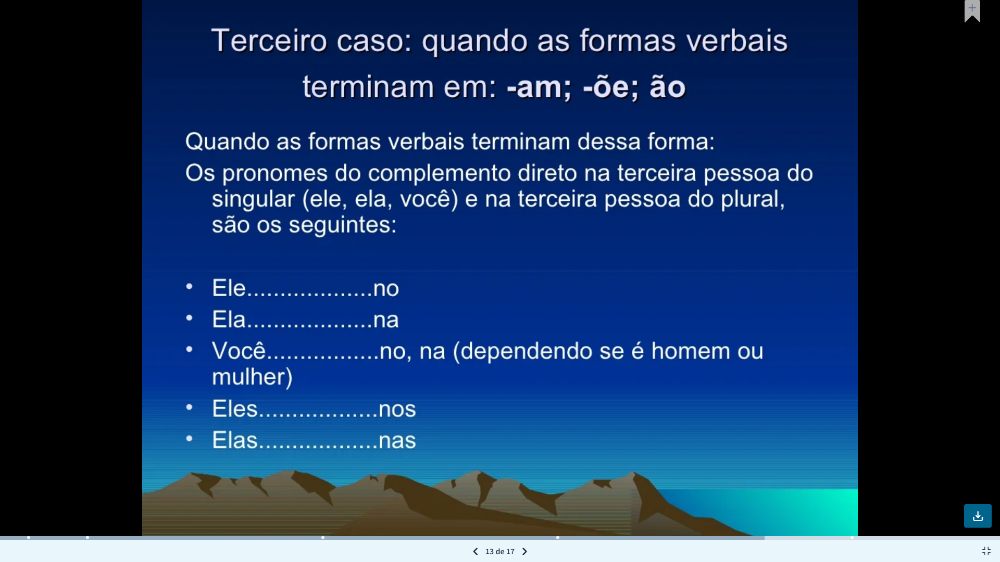 Terceiro caso: quando as formas verbais
terminam em: -am; -õe; ão
Quando as formas verbais terminam dessa forma:
Os pronomes do complemento direto na terceira pessoa do
singular (ele, ela, você) e na terceira pessoa do plural,
são os seguintes:
• Ele...................no
• Ela...................na
• Você.................no, na (dependendo se é homem ou
mulher)
• Eles..................nos
• Elas..................nas
13 de 17